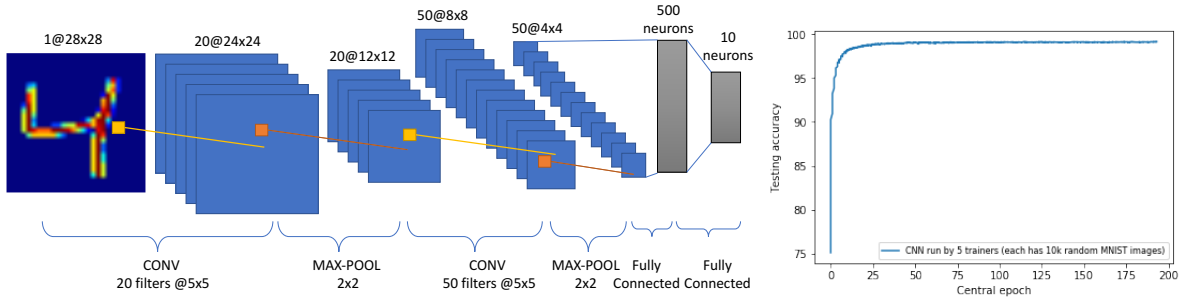 1@28x28
20@24x24
20@12x12
50@8x8
50@4x4
500
neurons
10
neurons
CONV
20 filters @5x5
MAX-POOL
2x2
CONV
50 filters @5x5
MAX-POOL
2x2
Fully
Connected
Fully
Connected
Testing accuracy
100
95
90
85
80
75
CNN run by 5 trainers (each has 10k random MNIST images)
0
25
50
75
100
125
150
175
200
Central epoch